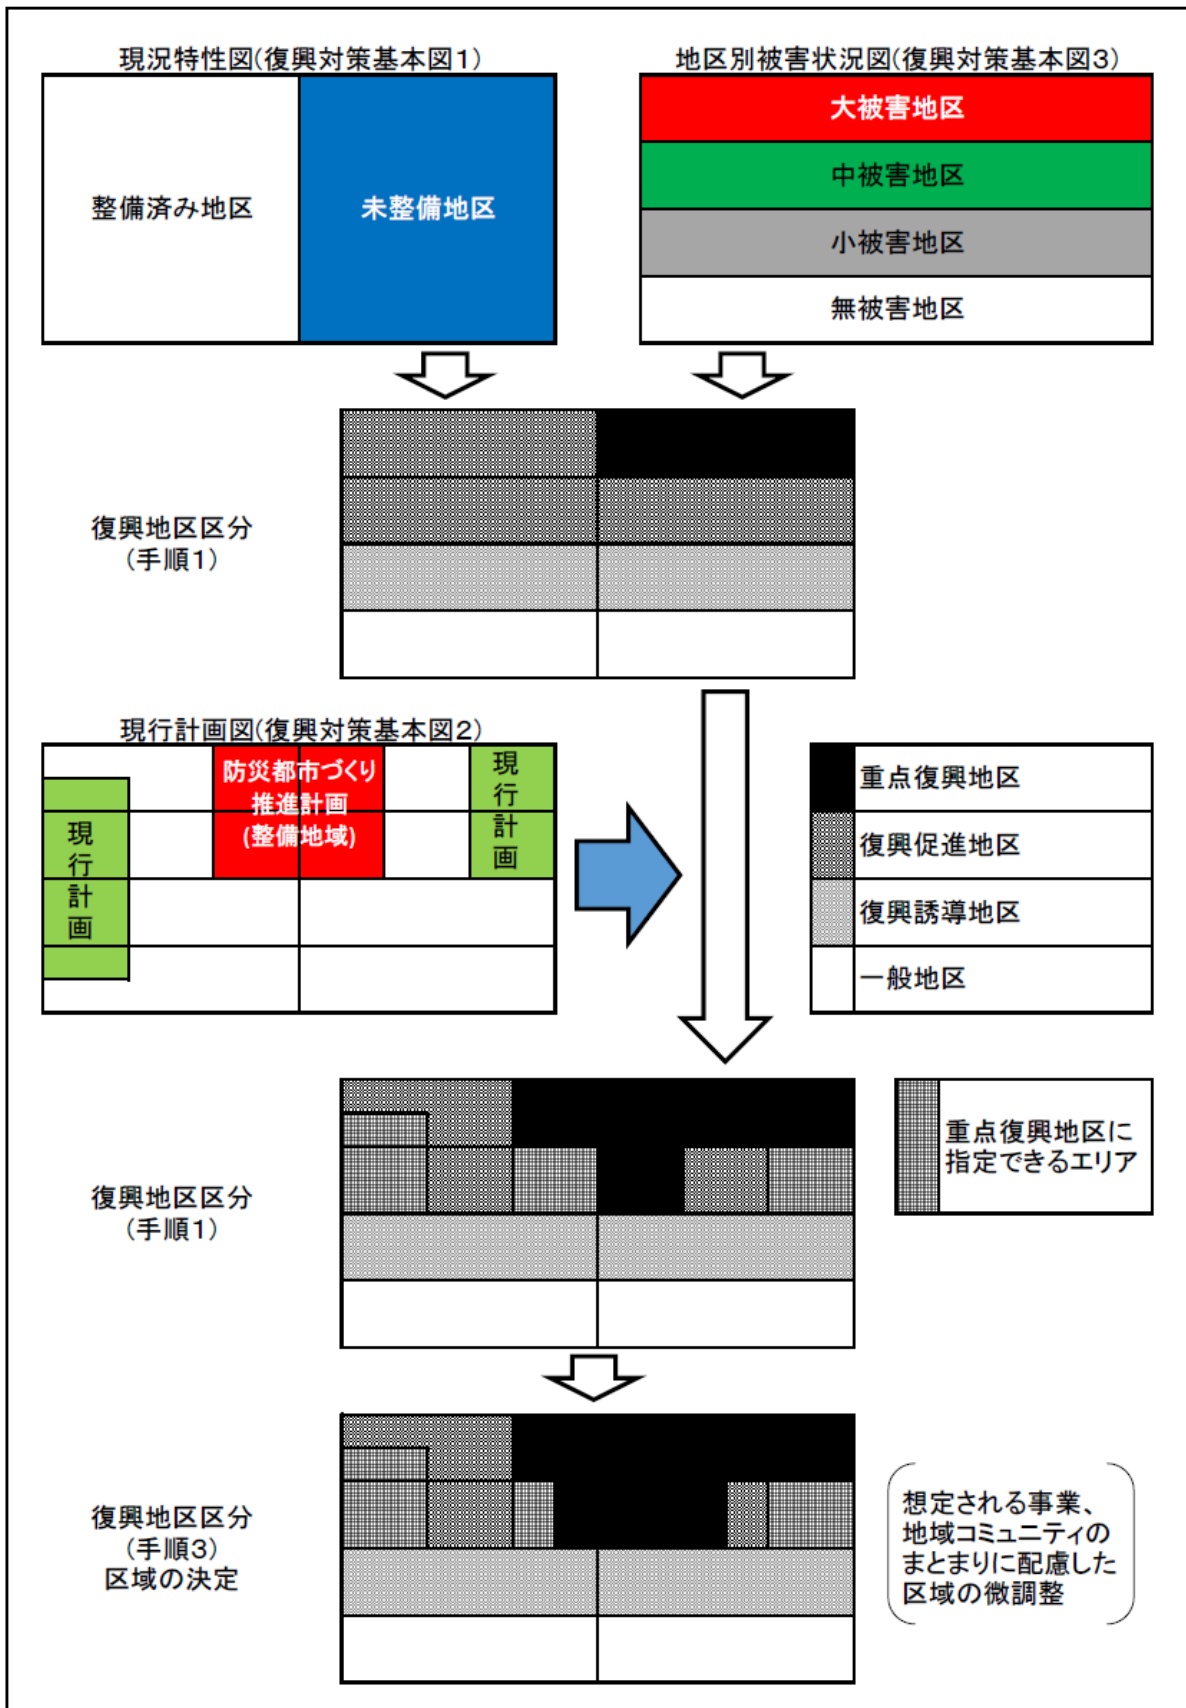 現況特性図(復興対策基本図1)
整備済み地区
未整備地区
地区別被害状況図(復興対策基本図3)
大被害地区
中被害地区
小被害地区
無被害地区
復興地区区分
(手順1)
現行計画図(復興対策基本図2)
現行計画
防災都市づくり
推進計画
(整備地域)
現行計画
重点復興地区
復興促進地区
復興誘導地区
一般地区
復興地区区分
(手順1)
重点復興地区に
指定できるエリア
復興地区区分
(手順3)
区域の決定
想定される事業、
地域コミュニティの
まとまりに配慮した
区域の微調整